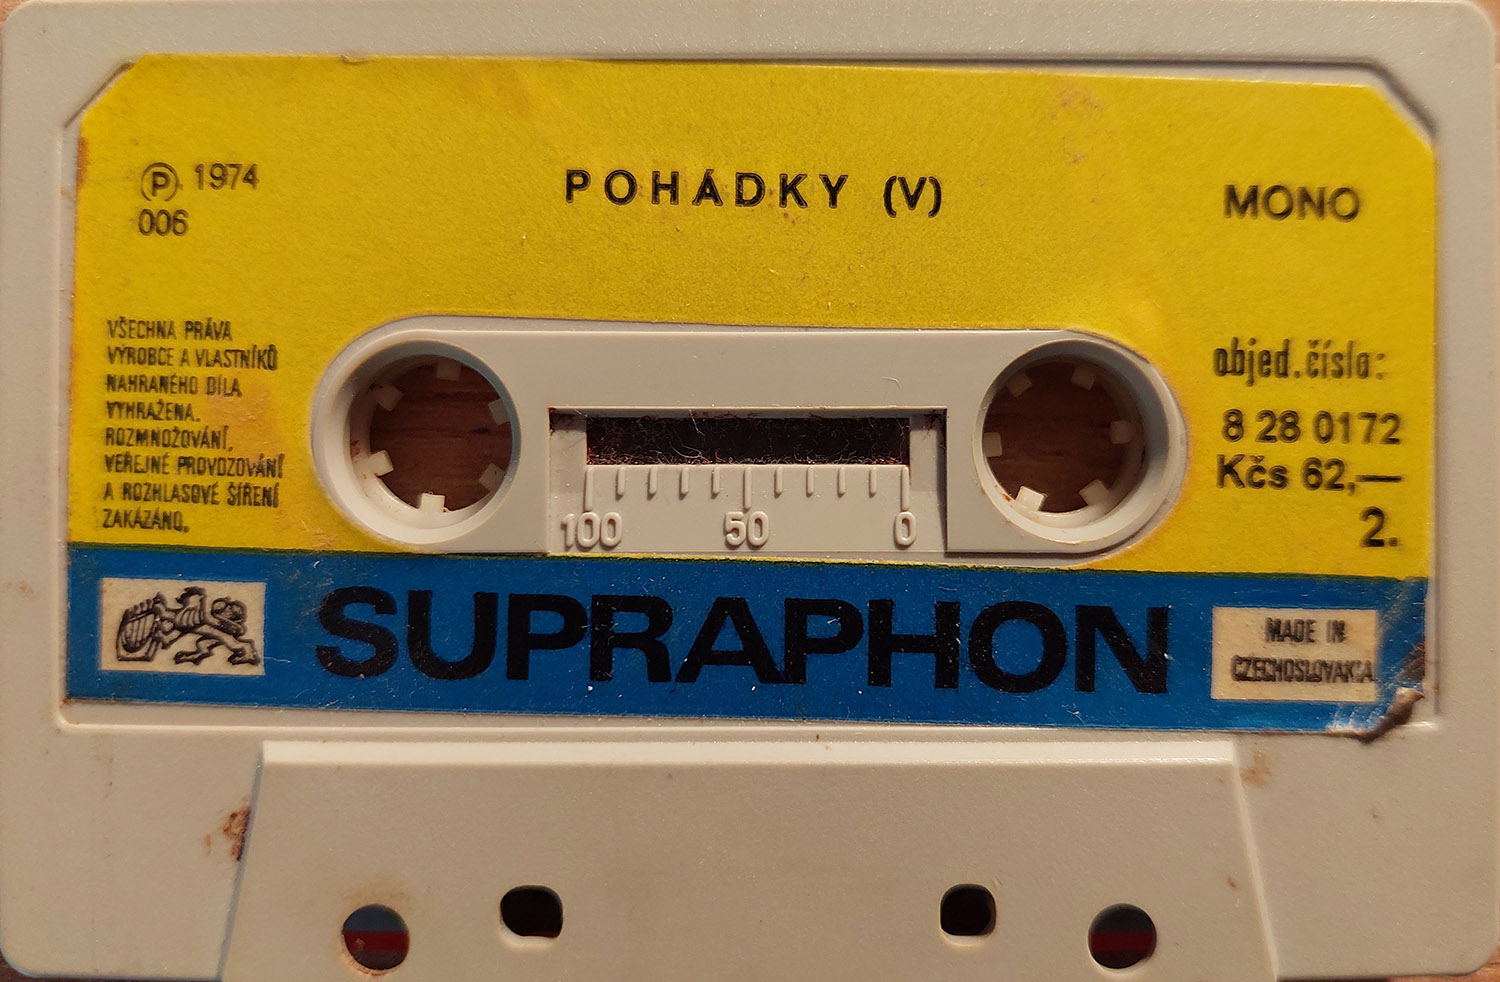 Ⓟ 1974
006
POHÁDKY (V)
MONO
VŠECHNA PRÁVA
VÝROBCE A VLASTNÍKŮ
NAHRANÉHO DÍLA
VYHRAŽENA.
ROZMNOŽOVÁNÍ,
VEŘEJNÉ PROVOZOVÁNÍ
A ROZHLASOVÉ ŠÍŘENÍ
ZAKÁZÁNO.
objed.číslo:
8 28 0172
Kčs 62,—
2.
100 50 0
SUPRAPHON
MADE IN
CZECHOSLOVAKIA